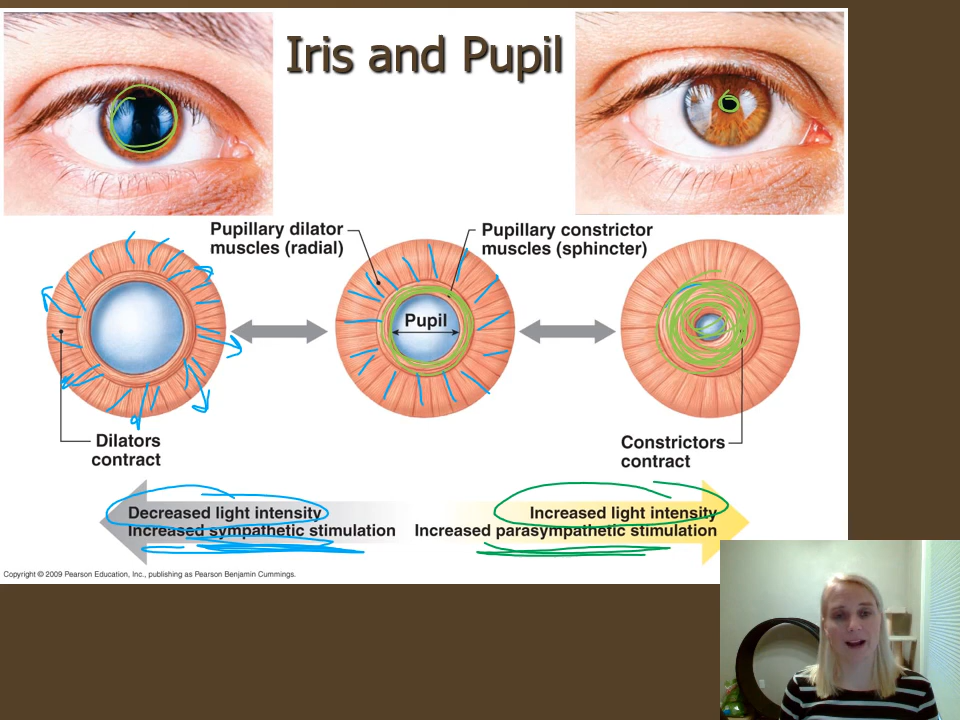 Iris and Pupil
Pupillary dilator
muscles (radial)
Pupillary constrictor
muscles (sphincter)
Pupil
Dilators
contract
Constrictors
contract
Decreased light intensity
Increased sympathetic stimulation
Increased light intensity
Increased parasympathetic stimulation
Copyright © 2009 Pearson Education, Inc., publishing as Pearson Benjamin Cummings.